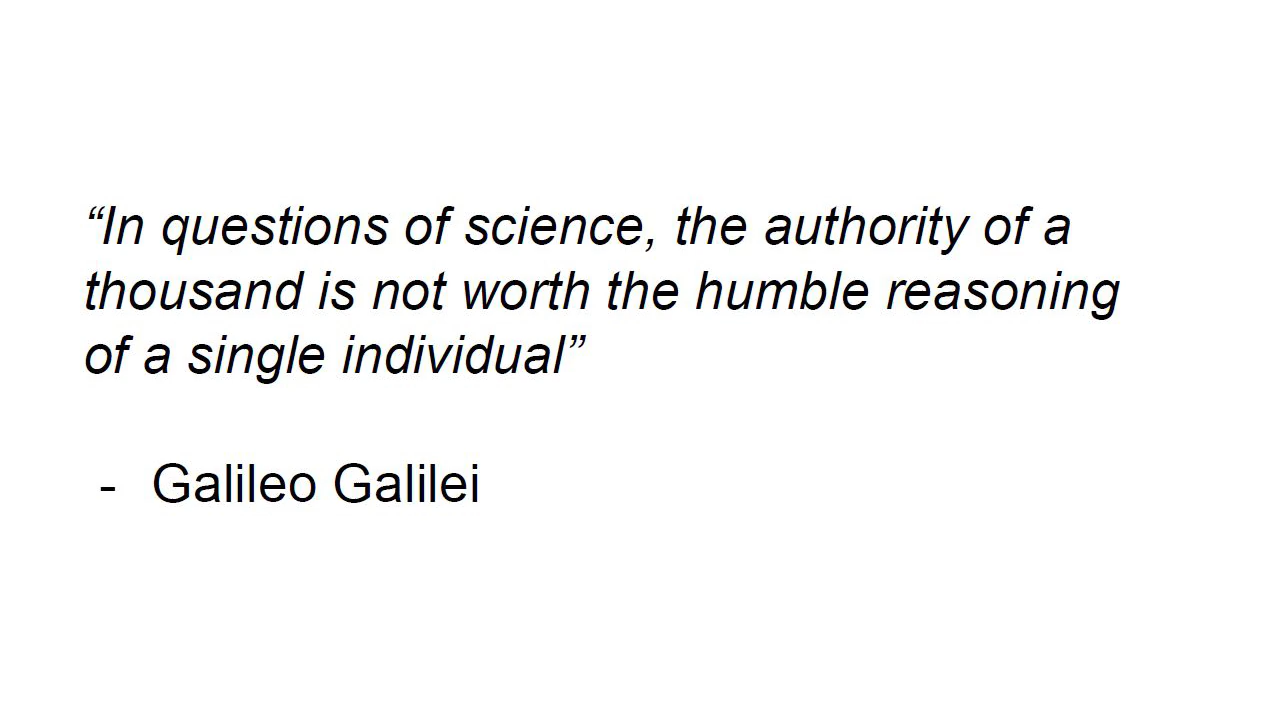 “In questions of science, the authority of a
thousand is not worth the humble reasoning
of a single individual”
- Galileo Galilei